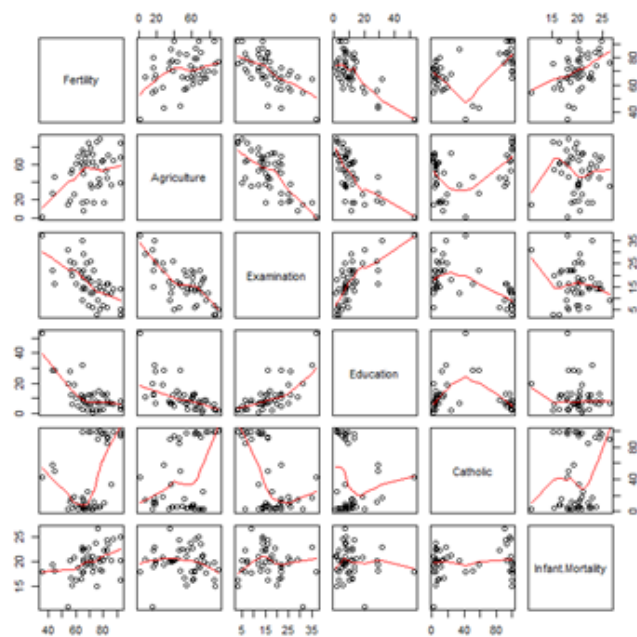 0 20 60
0 20 40
15 20 25
Fertility
40 60 80
0 20 60
Agriculture
Examination
5 15 25 35
0 20 40
Education
Catholic
0 40 80
15 20 25
Infant.Mortality
40 60 80
5 15 25 35
0 40 80